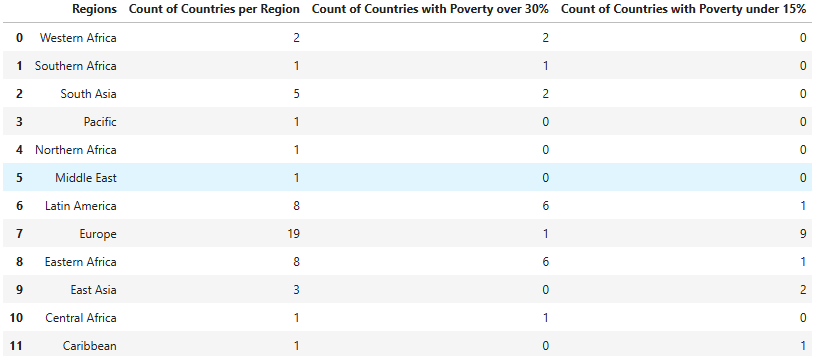 Regions Count of Countries per Region Count of Countries with Poverty over 30% Count of Countries with Poverty under 15%
0 Western Africa 2 2 0
1 Southern Africa 1 1 0
2 South Asia 5 2 0
3 Pacific 1 0 0
4 Northern Africa 1 0 0
5 Middle East 1 0 0
6 Latin America 8 6 1
7 Europe 19 1 9
8 Eastern Africa 8 6 1
9 East Asia 3 0 2
10 Central Africa 1 1 0
11 Caribbean 1 0 1